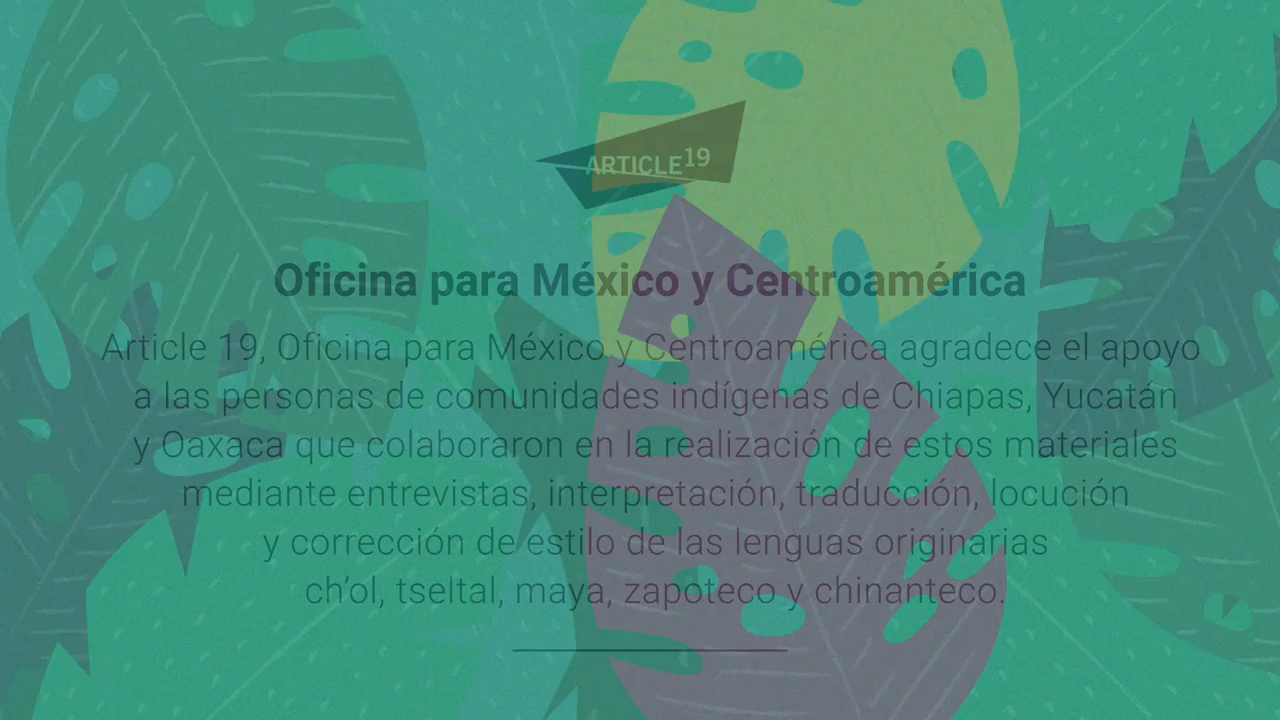 ARTICLE19
Oficina para México y Centroamérica
Article 19, Oficina para México y Centroamérica agradece el apoyo
a las personas de comunidades indígenas de Chiapas, Yucatán
y Oaxaca que colaboraron en la realización de estos materiales
mediante entrevistas, interpretación, traducción, locución
y corrección de estilo de las lenguas originarias
ch’ol, tseltal, maya, zapoteco y chinanteco.